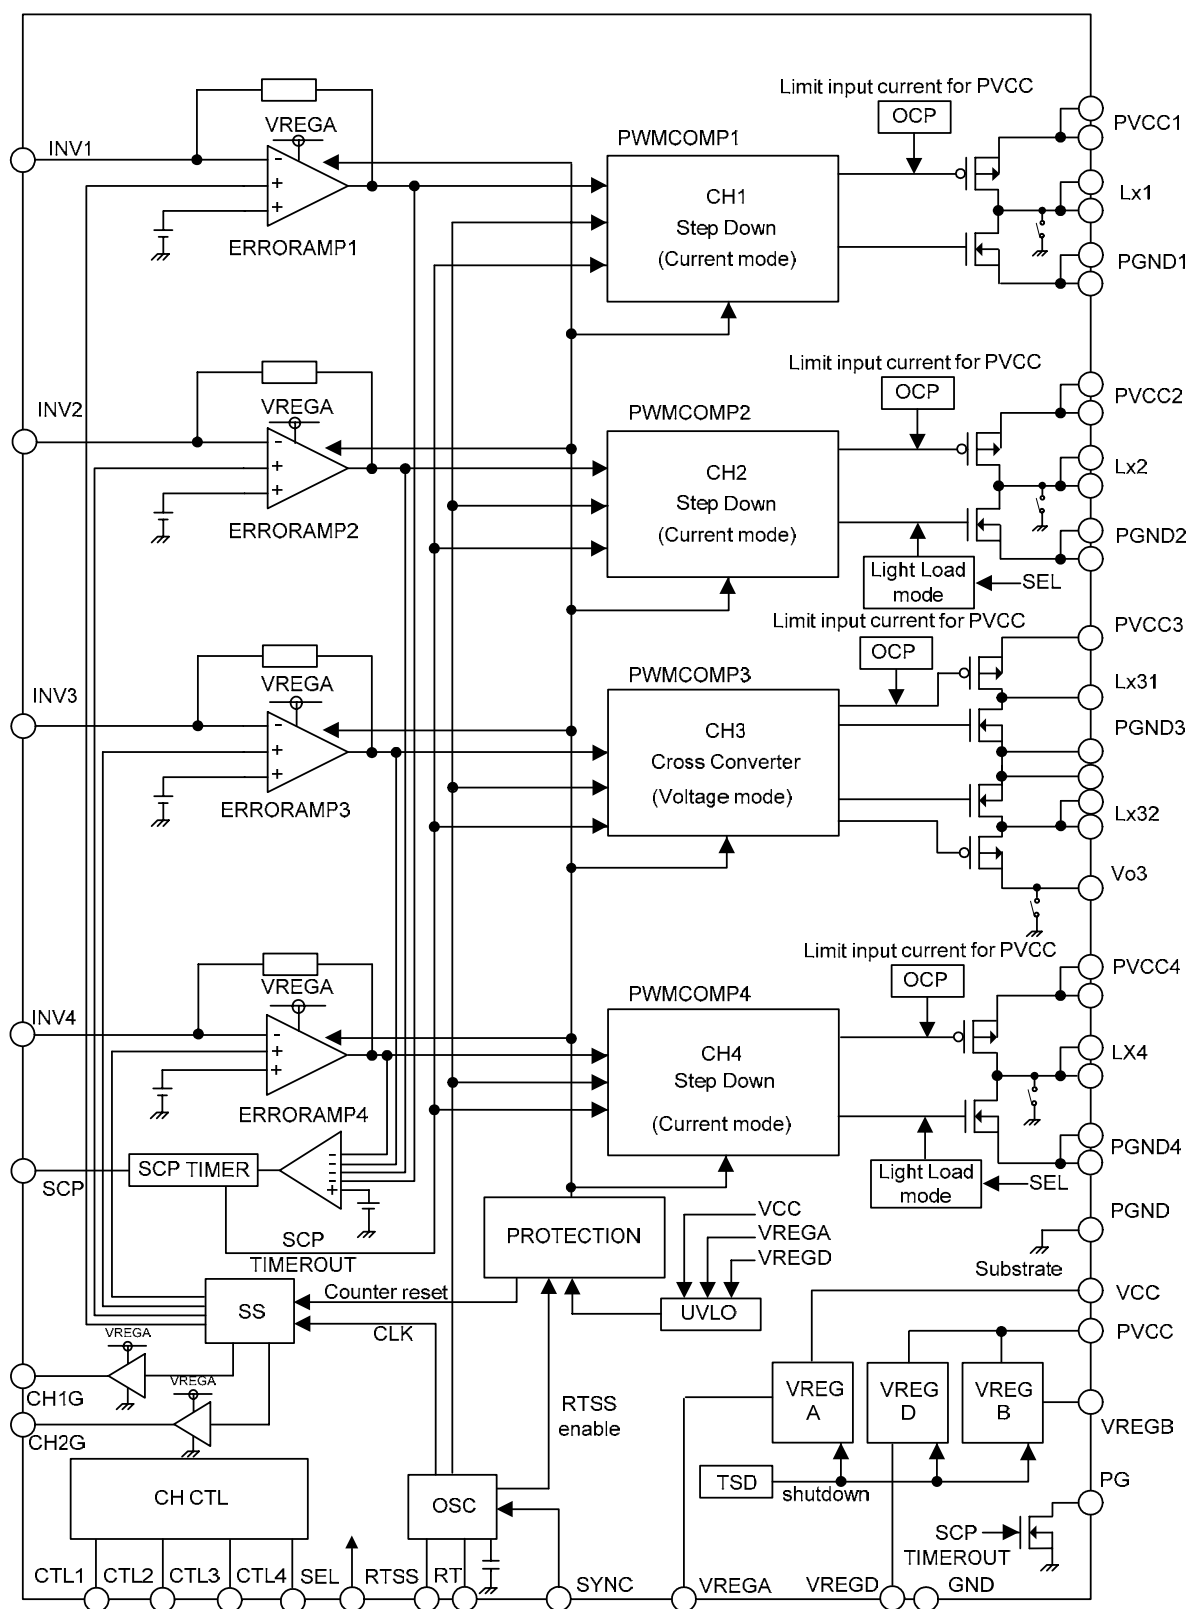 Limit input current for PVCC
OCP
PVCC1
VREGA
INV1
PWMCOMP1
-
+
+
ERRORAMP1
CH1
Step Down
(Current mode)
Lx1
PGND1
Limit input current for PVCC
OCP
PVCC2
VREGA
INV2
PWMCOMP2
-
+
+
ERRORAMP2
CH2
Step Down
(Current mode)
Lx2
PGND2
Light Load
mode
SEL
Limit input current for PVCC
OCP
PVCC3
VREGA
INV3
PWMCOMP3
-
+
+
ERRORAMP3
CH3
Cross Converter
(Voltage mode)
Lx31
PGND3
Lx32
Vo3
Limit input current for PVCC
OCP
PVCC4
VREGA
INV4
PWMCOMP4
-
+
+
ERRORAMP4
CH4
Step Down
(Current mode)
LX4
PGND4
Light Load
mode
SEL
SCP
SCP TIMER
-
-
-
-
+
SCP
TIMEROUT
PROTECTION
VCC
VREGA
VREGD
UVLO
PGND
Substrate
SS
Counter reset
CLK
VCC
PVCC
VREGA
CH1G
VREGA
CH2G
RTSS
enable
VREG
A
VREG
D
VREG
B
VREGB
TSD
shutdown
CH CTL
OSC
PG
SCP
TIMEROUT
CTL1
CTL2
CTL3
CTL4
SEL
RTSS
RT
SYNC
VREGA
VREGD
GND